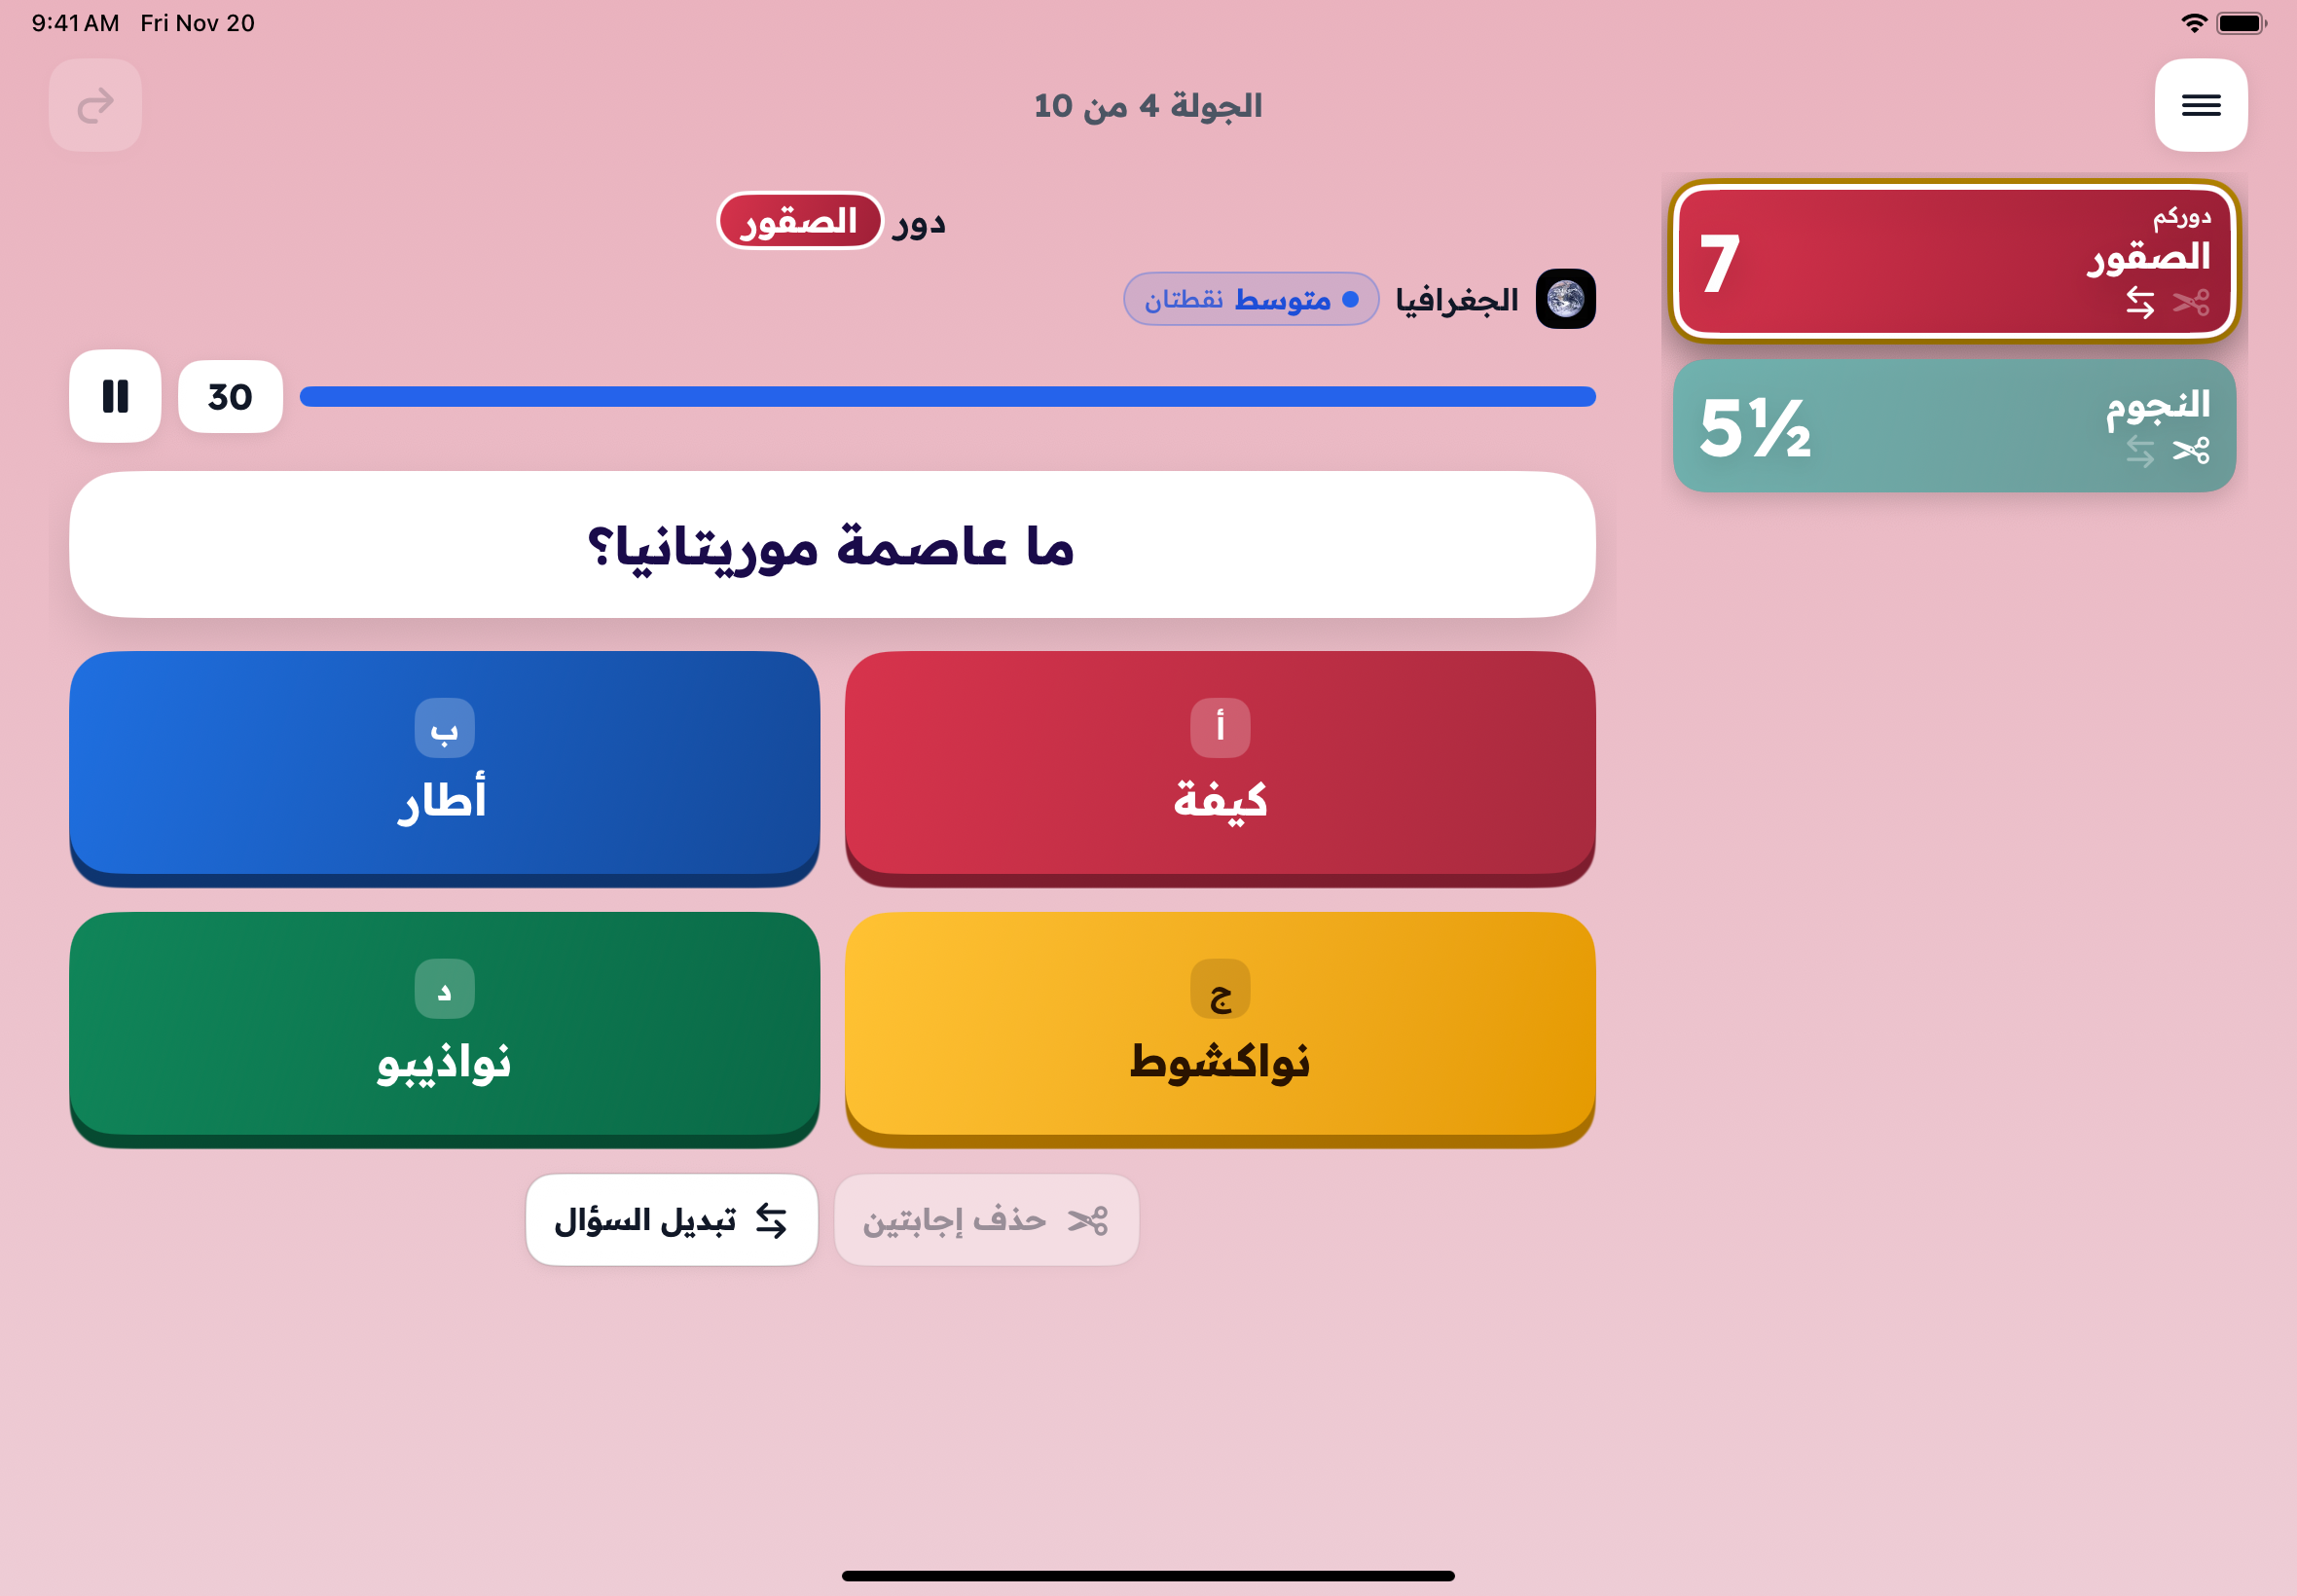 9:41 AM Fri Nov 20
الجولة 4 من 10
دوركم
الصقور
7
النجوم
5½
دور الصقور
الجغرافيا متوسط نقطتان
30
ما عاصمة موريتانيا؟
أ
كيفة
ب
أطار
ج
نواكشوط
د
نواذيبو
حذف إجابتين
تبديل السؤال